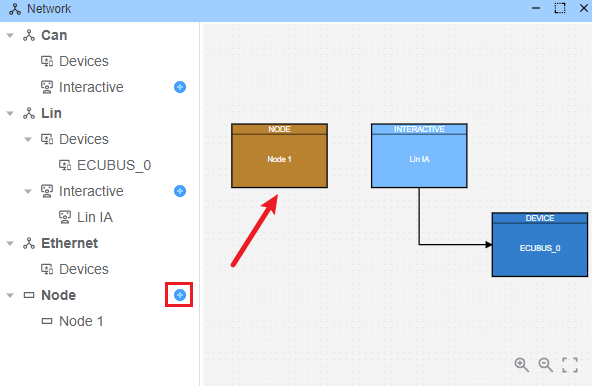 Network
Can
Devices
Interactive
Lin
Devices
ECUBUS_0
Interactive
Lin IA
Ethernet
Devices
Node
Node 1
NODE
Node 1
INTERACTIVE
Lin IA
DEVICE
ECUBUS_0